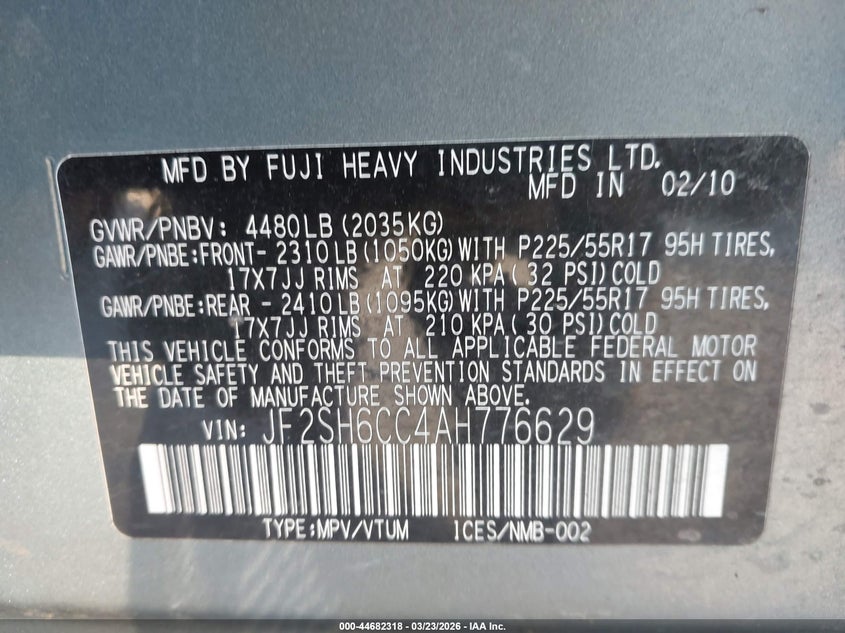 MFD BY FUJI HEAVY INDUSTRIES LTD.
MFD IN 02/10
GVWR/PNBV: 4480LB (2035KG)
GAWR/PNBE:FRONT- 2310LB(1050KG)WITH P225/55R17 95H TIRES,
17X7JJ RIMS AT 220 KPA( 32 PSI)COLD
GAWR/PNBE:REAR - 2410LB(1095KG)WITH P225/55R17 95H TIRES,
7X7JJ RIMS AT 210 KPA( 30 PSI)COLD
THIS VEHICLE CONFORMS TO ALL APPLICABLE FEDERAL MOTOR
VEHICLE SAFETY AND THEFT PREVENTION STANDARDS IN EFFECT ON
THE DATE OF MANUFACTURE SHOWN ABOVE.
VIN: JF2SH6CC4AH776629
TYPE:MPV/VTUM ICES/NMB-002
000-44682318 - 03/23/2026 - IAA Inc.